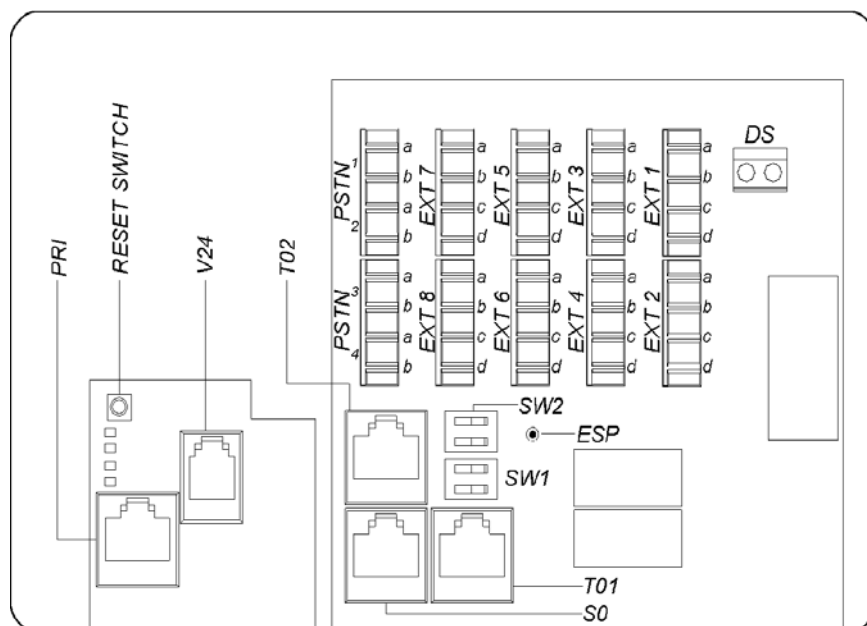 DS
PSTN 1 2
a
b
a
b
EXT 7
a
b
c
d
EXT 5
a
b
c
d
EXT 3
a
b
c
d
EXT 1
a
b
c
d
PSTN 3 4
a
b
a
b
EXT 8
a
b
c
d
EXT 6
a
b
c
d
EXT 4
a
b
c
d
EXT 2
a
b
c
d
PRI
RESET SWITCH
V24
T02
SW2
ESP
SW1
T01
S0